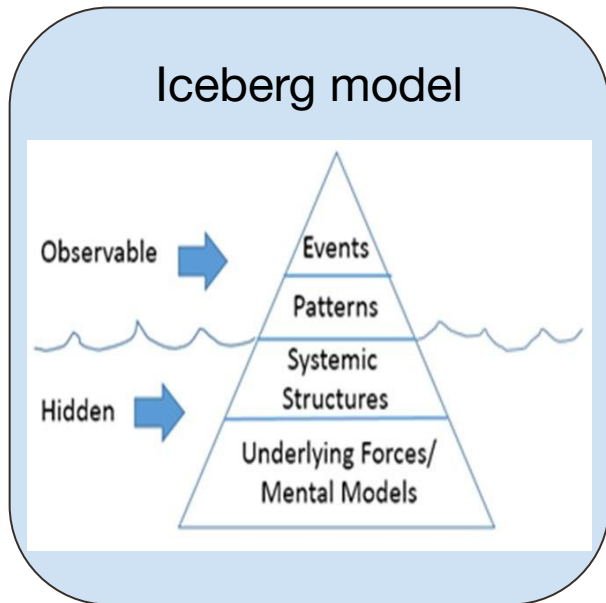 Iceberg model
Observable
Events
Patterns
Hidden
Systemic
Structures
Underlying Forces/
Mental Models